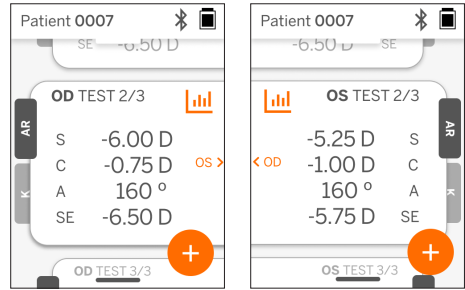 Patient 0007
SE -6.50 D
OD TEST 2/3
AR
S -6.00 D
C -0.75 D
OS >
A 160 º
K
SE -6.50 D
+
OD TEST 3/3
Patient 0007
-6.50 D SE
OS TEST 2/3
AR
-5.25 D S
< OD
-1.00 D C
160 º A
K
-5.75 D SE
+
OS TEST 3/3